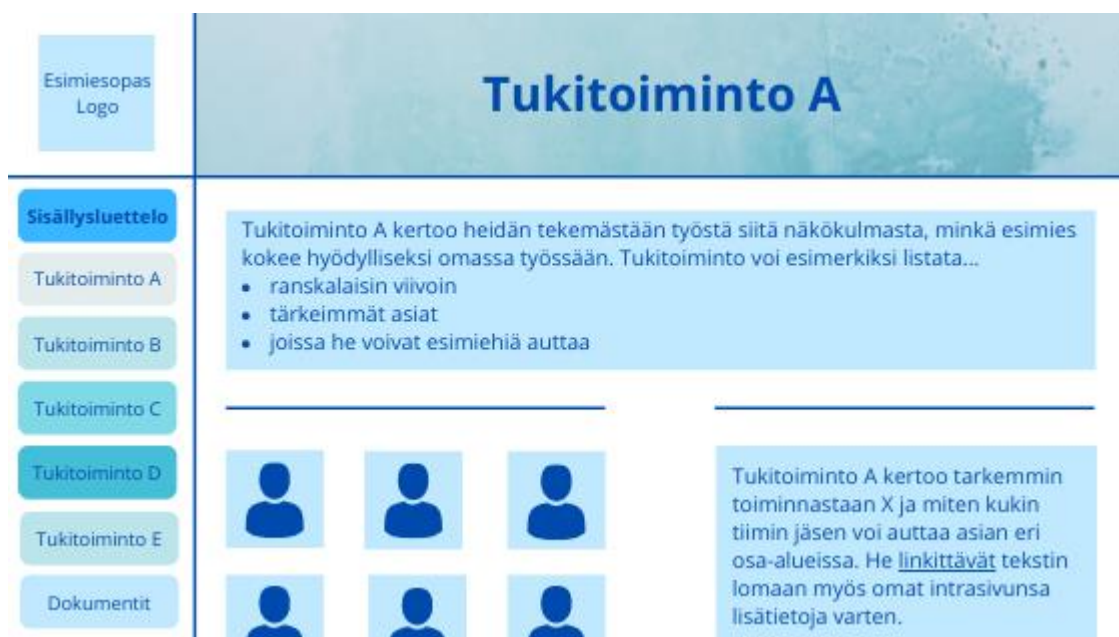 Esimiesopas
Logo
Tukitoiminto A
Sisällysluettelo
Tukitoiminto A
Tukitoiminto B
Tukitoiminto C
Tukitoiminto D
Tukitoiminto E
Dokumentit
Tukitoiminto A kertoo heidän tekemästään työstä siitä näkökulmasta, minkä esimies
kokee hyödylliseksi omassa työssään. Tukitoiminto voi esimerkiksi listata...
• ranskalaisin viivoin
• tärkeimmät asiat
• joissa he voivat esimiehiä auttaa
Tukitoiminto A kertoo tarkemmin
toiminnastaan X ja miten kukin
tiimin jäsen voi auttaa asian eri
osa-alueissa. He linkittävät tekstin
lomaan myös omat intrasivunsa
lisätietoja varten.